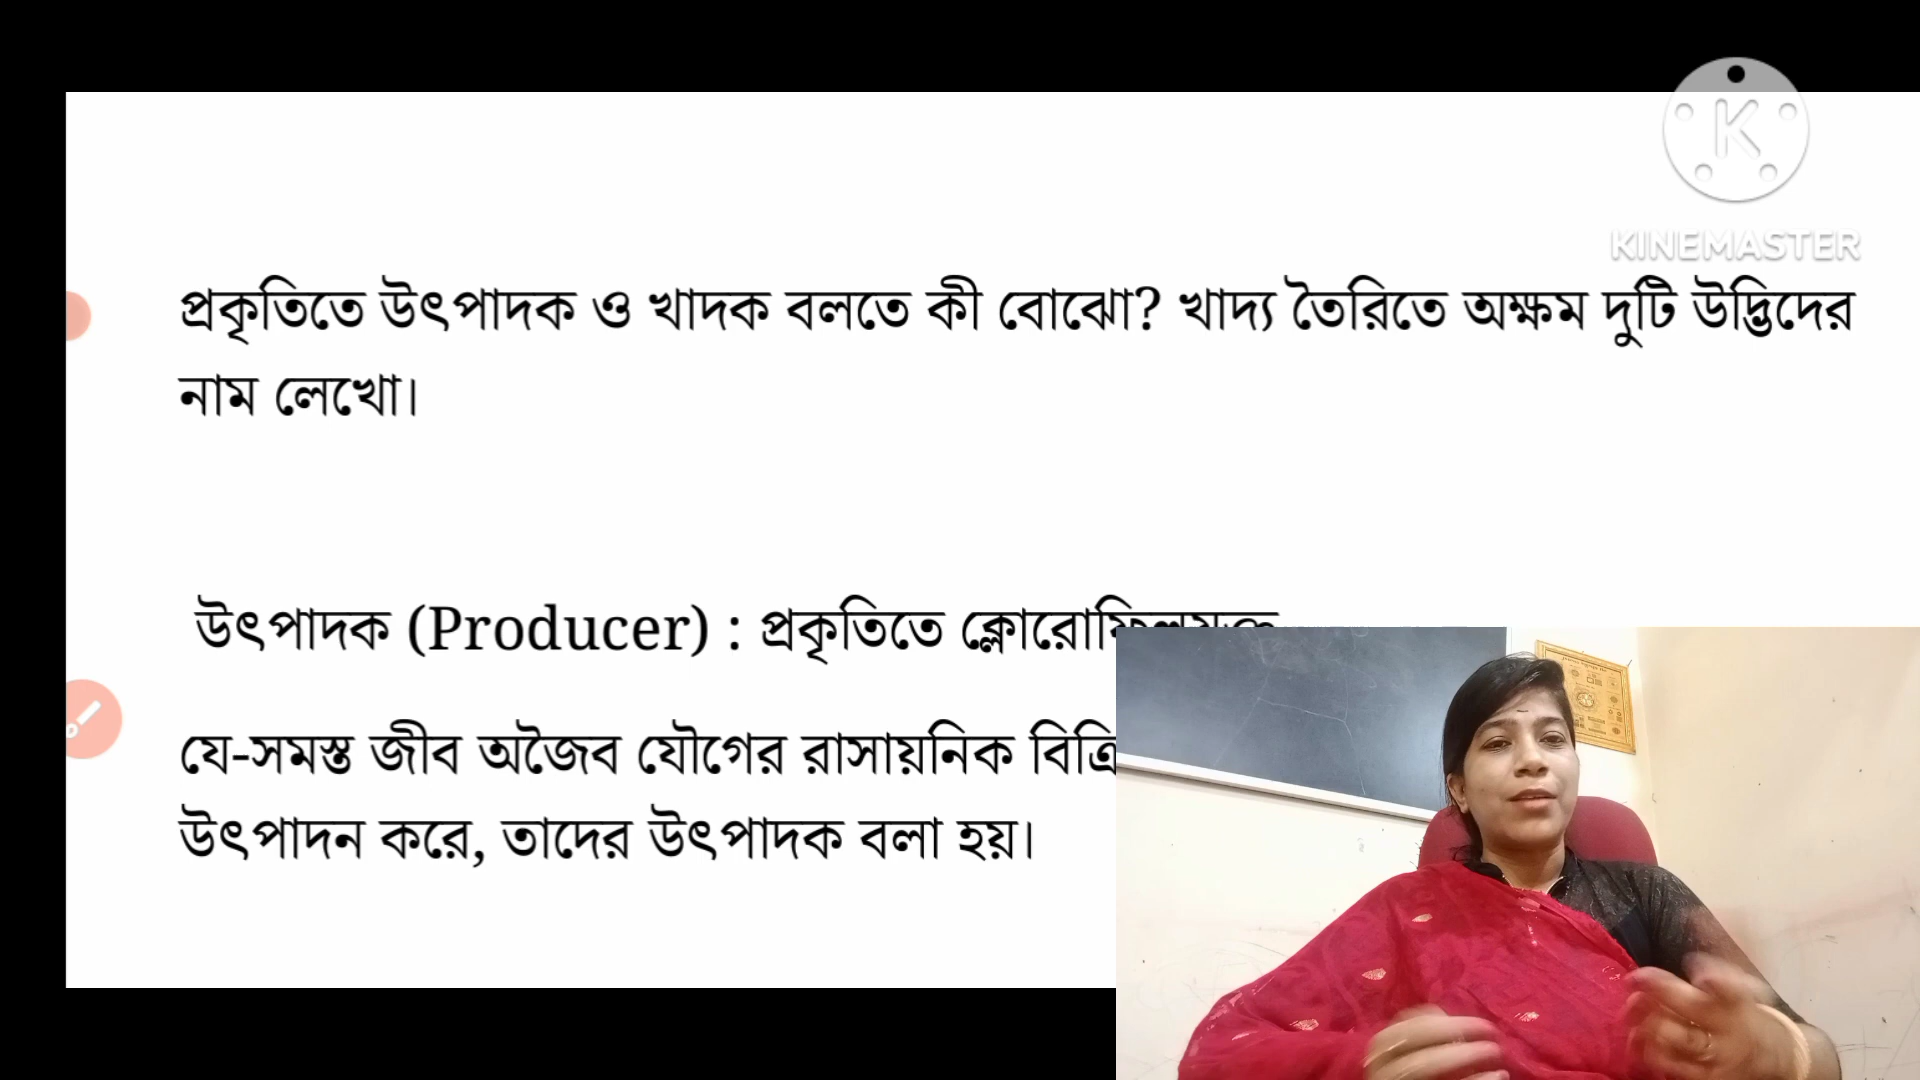 KINEMASTER
প্রকৃতিতে উৎপাদক ও খাদক বলতে কী বোঝো? খাদ্য তৈরিতে অক্ষম দুটি উদ্ভিদের
নাম লেখো।
উৎপাদক (Producer) : প্রকৃতিতে
যে-সমস্ত জীব অজৈব যৌগের রাসায়নিক
উৎপাদন করে, তাদের উৎপাদক বলা হয়।